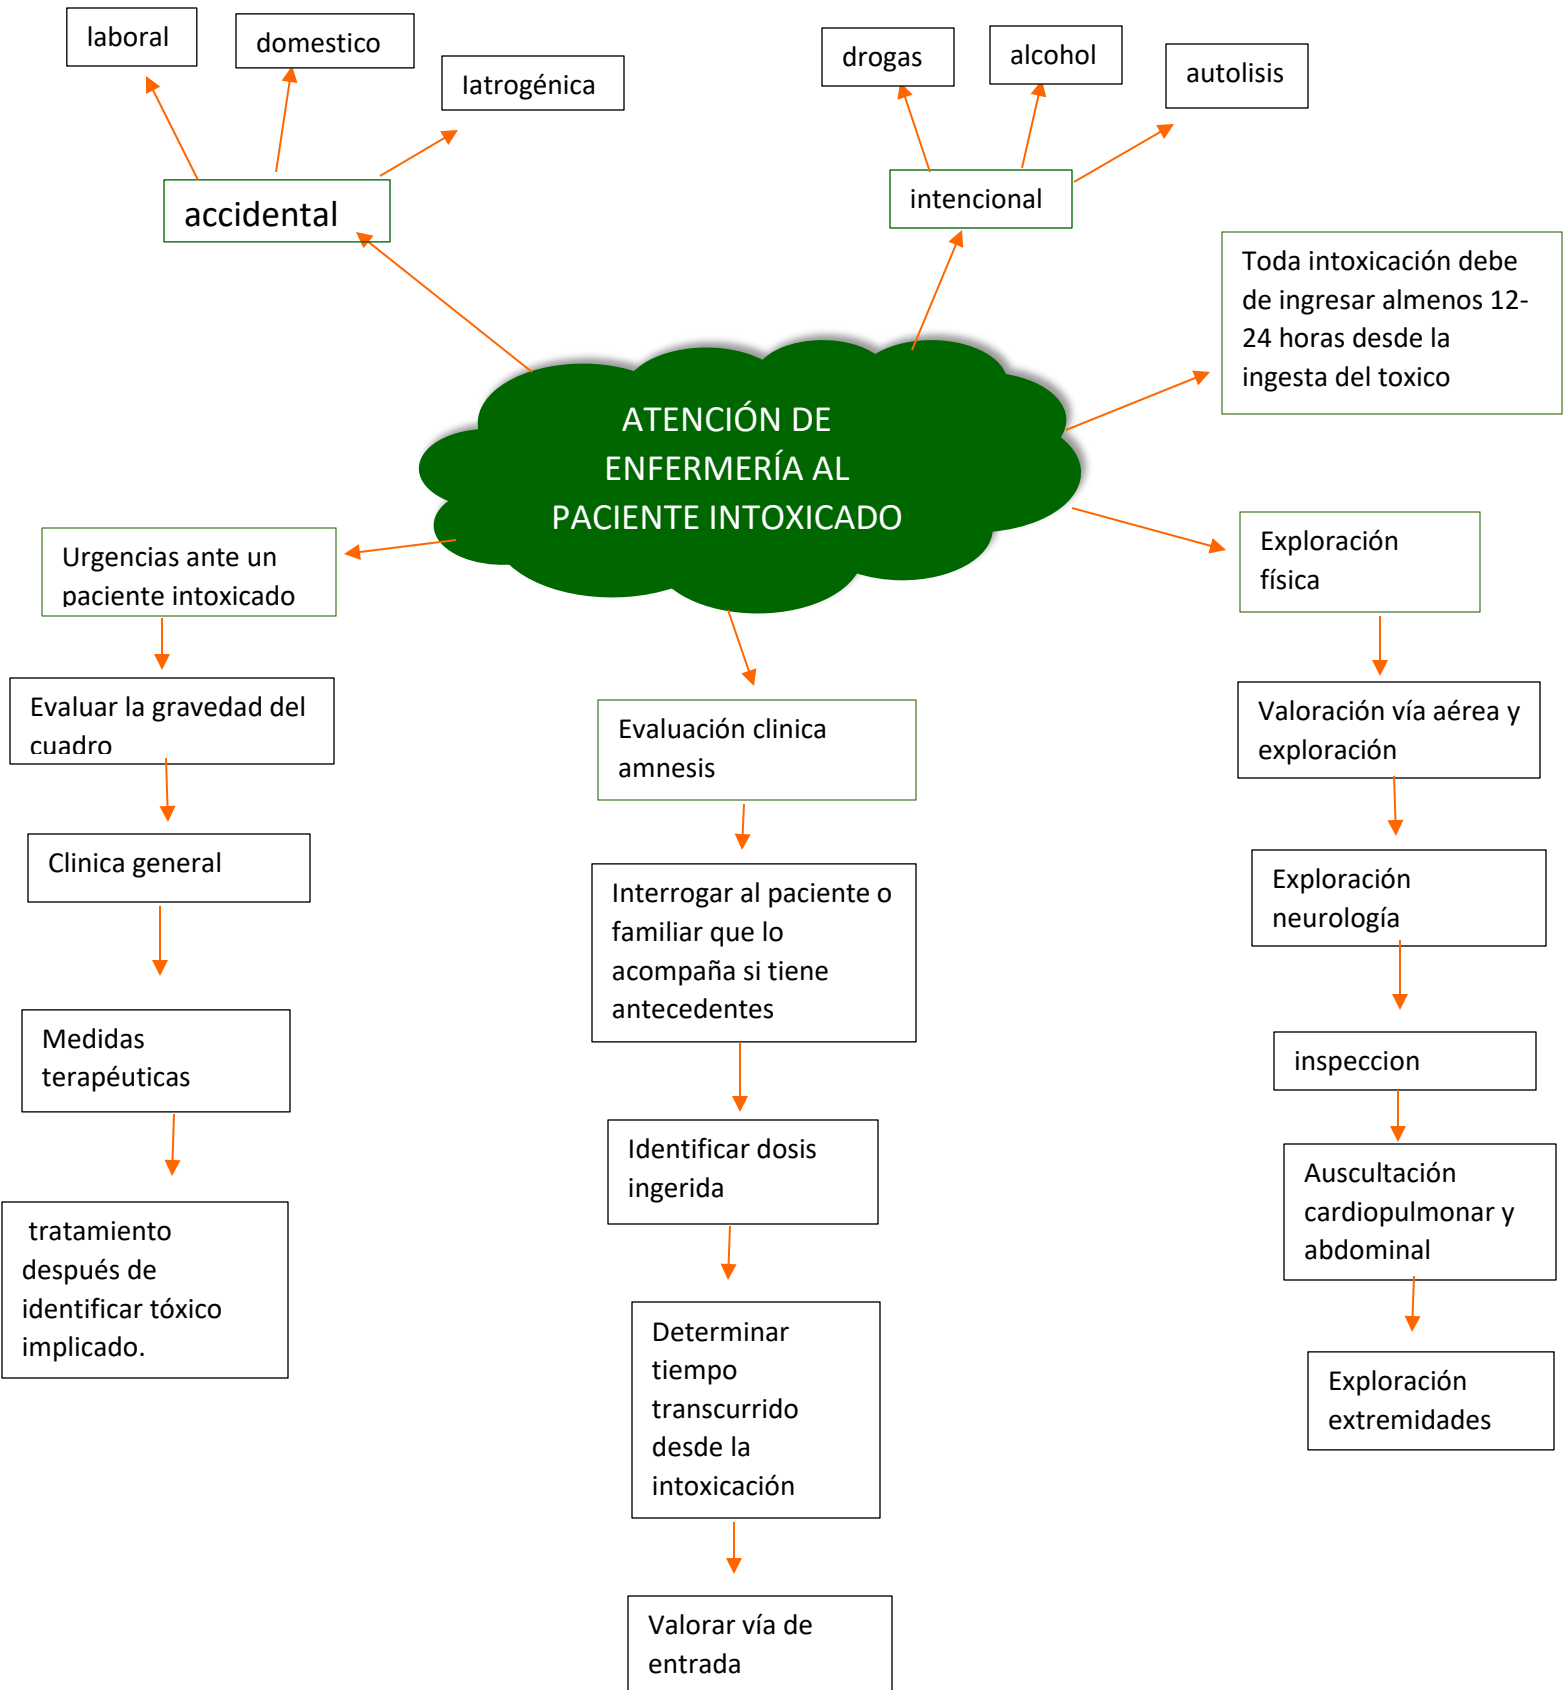 laboral
domestico
Iatrogénica
accidental
drogas
alcohol
autolisis
intencional
Toda intoxicación debe
de ingresar almenos 12-
24 horas desde la
ingesta del toxico
ATENCIÓN DE
ENFERMERÍA AL
PACIENTE INTOXICADO
Urgencias ante un
paciente intoxicado
Evaluar la gravedad del
cuadro
Clinica general
Medidas
terapéuticas
tratamiento
después de
identificar tóxico
implicado.
Evaluación clinica
amnesis
Interrogar al paciente o
familiar que lo
acompaña si tiene
antecedentes
Identificar dosis
ingerida
Determinar
tiempo
transcurrido
desde la
intoxicación
Valorar vía de
entrada
Exploración
física
Valoración vía aérea y
exploración
Exploración
neurología
inspeccion
Auscultación
cardiopulmonar y
abdominal
Exploración
extremidades